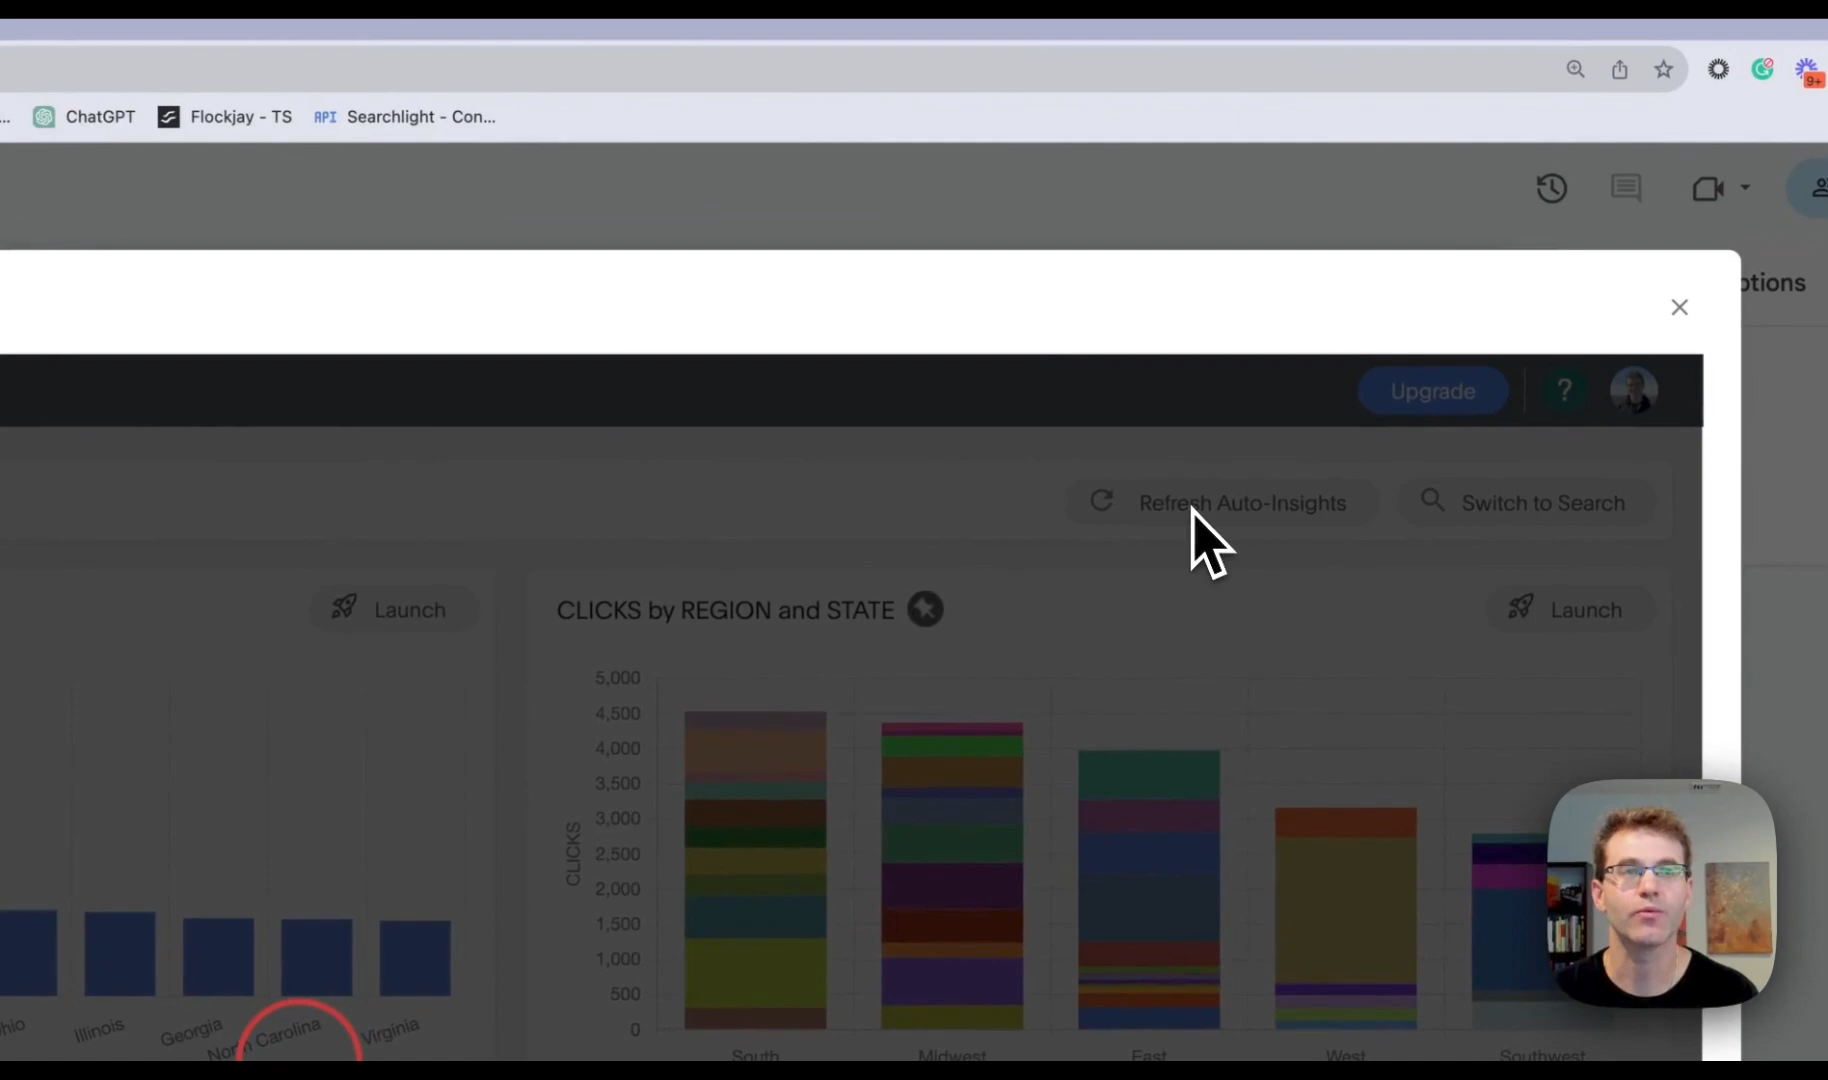 9+
... ChatGPT Flockjay - TS API Searchlight - Con...
ptions
Upgrade ?
Refresh Auto-Insights Switch to Search
Launch
CLICKS by REGION and STATE Launch
5,000
4,500
4,000
3,500
3,000
2,500
2,000
1,500
1,000
500
0
CLICKS
hio Illinois Georgia North Carolina Virginia
South Midwest East West Southwest